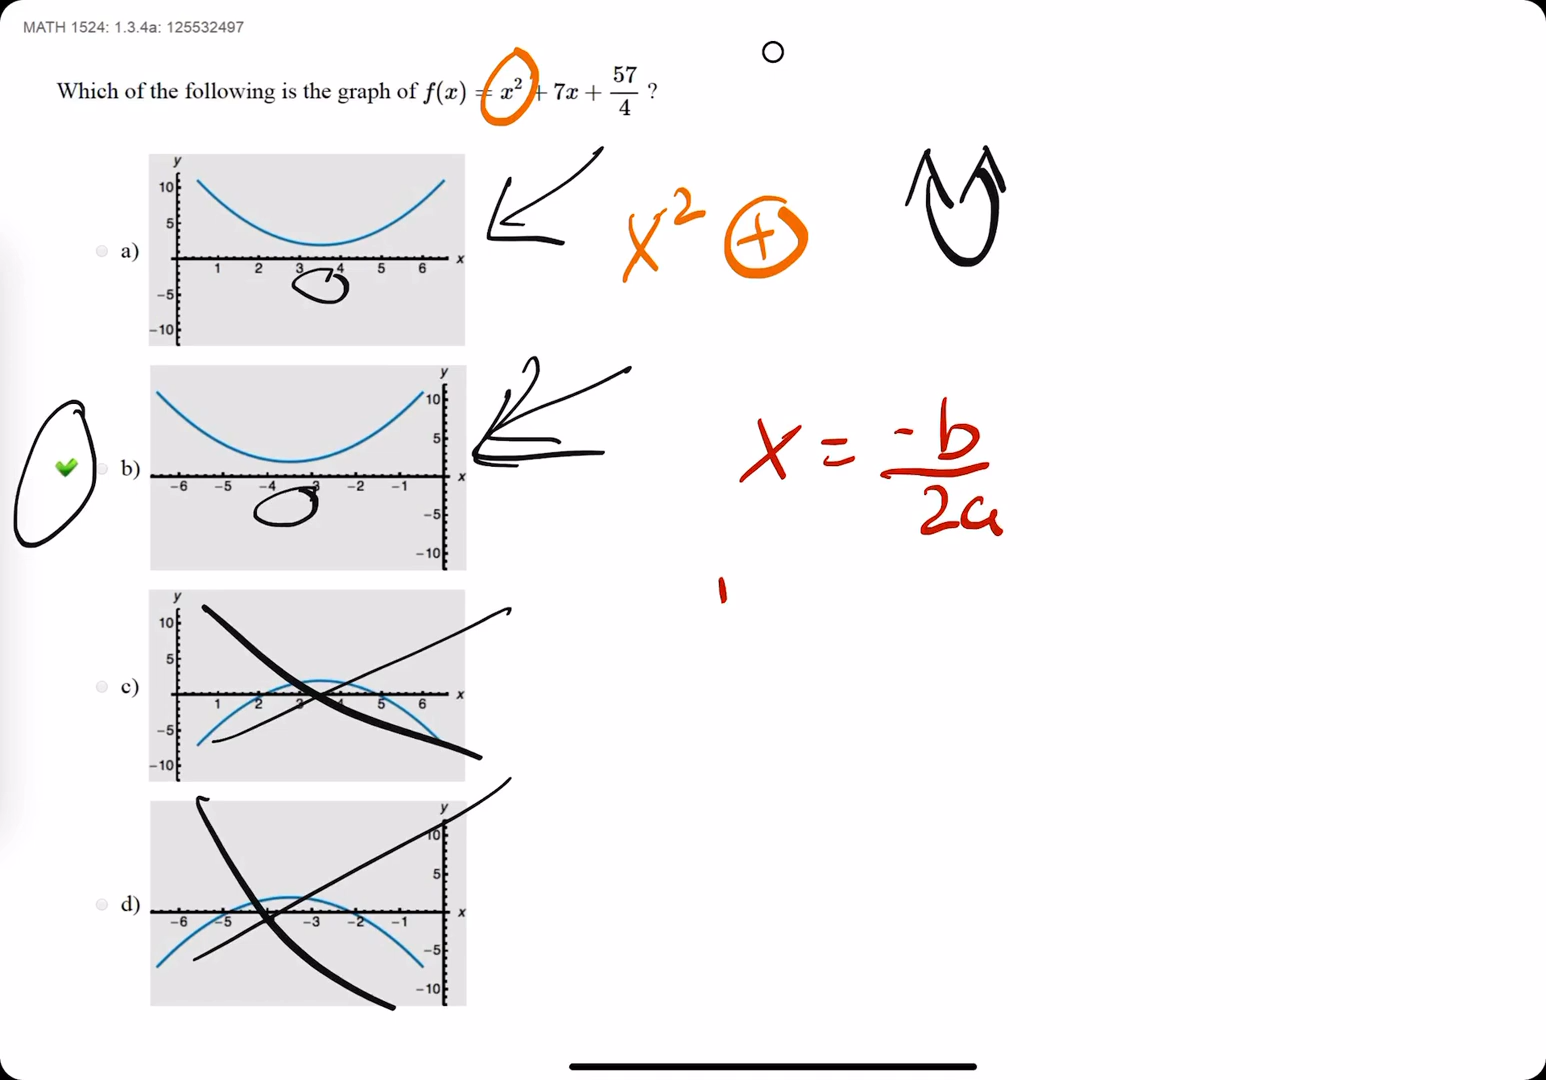 MATH 1524: 1.3.4a: 125532497
Which of the following is the graph of f(x) = x² + 7x + 57/4 ?
a)
y
10
5
1 2 3 4 5 6 x
−5
−10
x² +
b)
y
10
5
−6 −5 −4 −3 −2 −1 x
−5
−10
?
x = -b/2a
c)
y
10
5
1 2 3 4 5 6 x
−5
−10
d)
y
10
5
−6 −5 −3 −2 −1 x
−5
−10